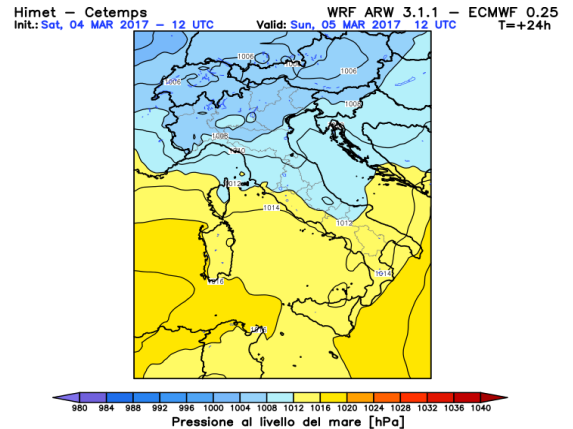 Himet – Cetemps WRF ARW 3.1.1 – ECMWF 0.25
Init.: Sat, 04 MAR 2017 – 12 UTC Valid: Sun, 05 MAR 2017 12 UTC T=+24h
1006
1006
1006
1006
1008
1010
1012
1014
1012
1014
1016
980 984 988 992 996 1000 1004 1008 1012 1016 1020 1024 1028 1032 1036 1040
Pressione al livello del mare [hPa]